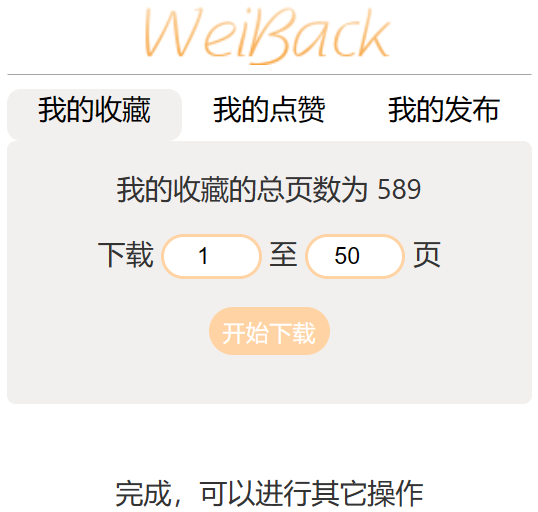 WeiBack
我的收藏 我的点赞 我的发布
我的收藏的总页数为 589
下载 1 至 50 页
开始下载
完成，可以进行其它操作